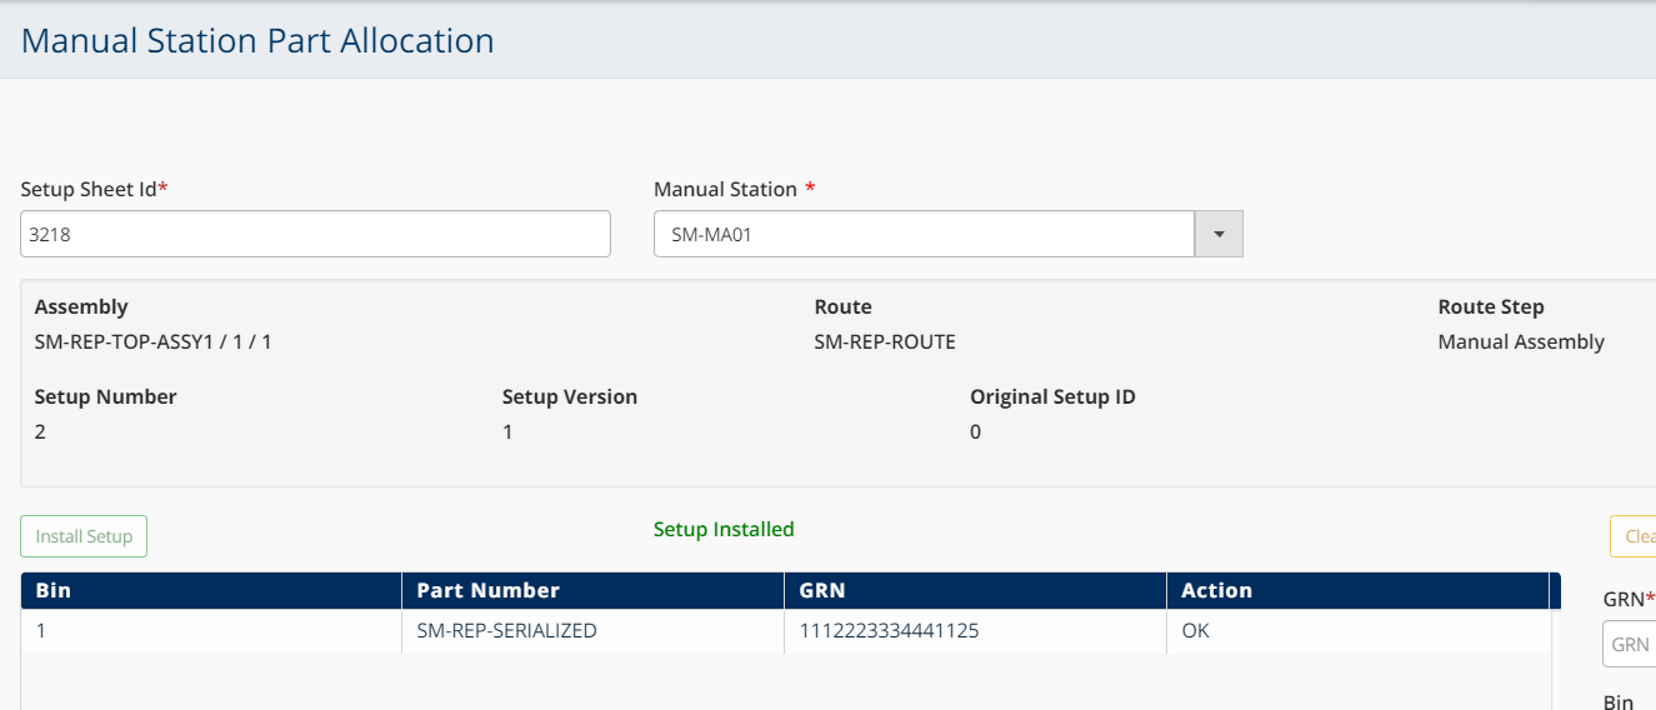 Manual Station Part Allocation
Setup Sheet Id*
Manual Station *
3218
SM-MA01
Assembly
Route
Route Step
SM-REP-TOP-ASSY1 / 1 / 1
SM-REP-ROUTE
Manual Assembly
Setup Number
Setup Version
Original Setup ID
2
1
0
Install Setup
Setup Installed
Clea
Bin
Part Number
GRN
Action
1
SM-REP-SERIALIZED
1112223334441125
OK
GRN*
GRN
Bin